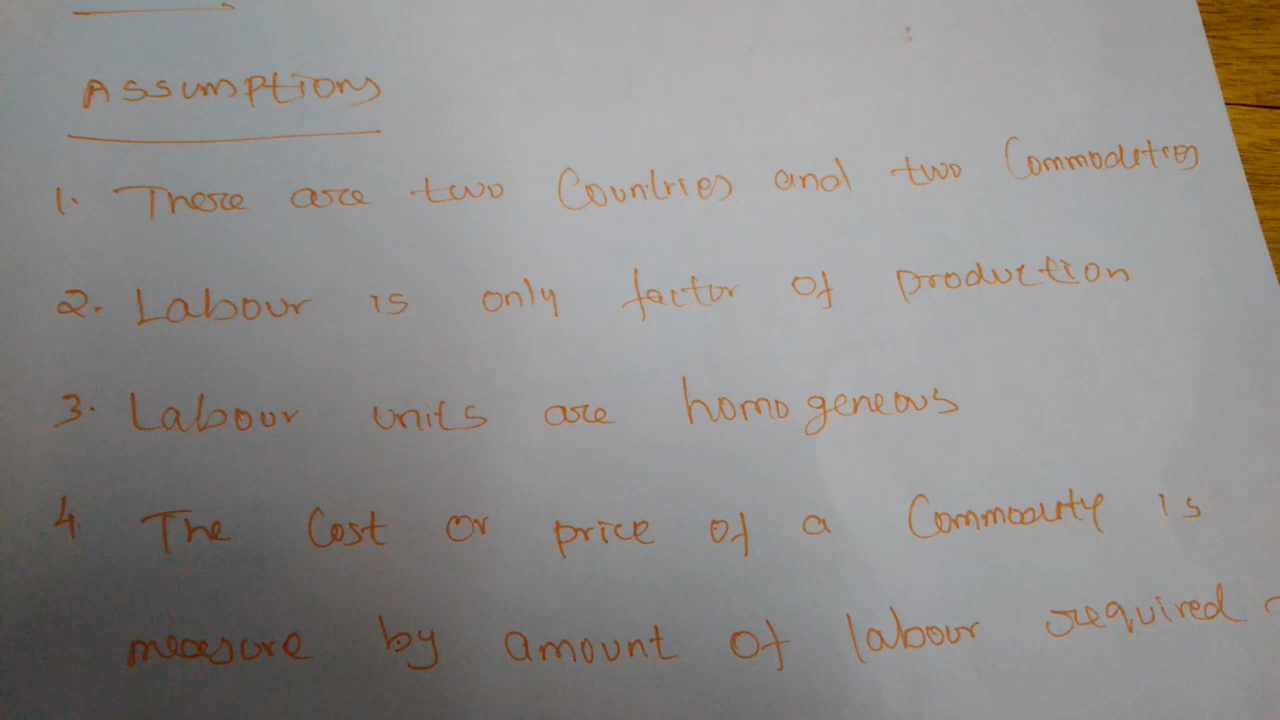 Assumptions
1. There are two Countries and two Commodities
2. Labour is only factor of production
3. Labour units are homogeneous
4. The Cost or price of a Commodity is
measure by amount of labour required